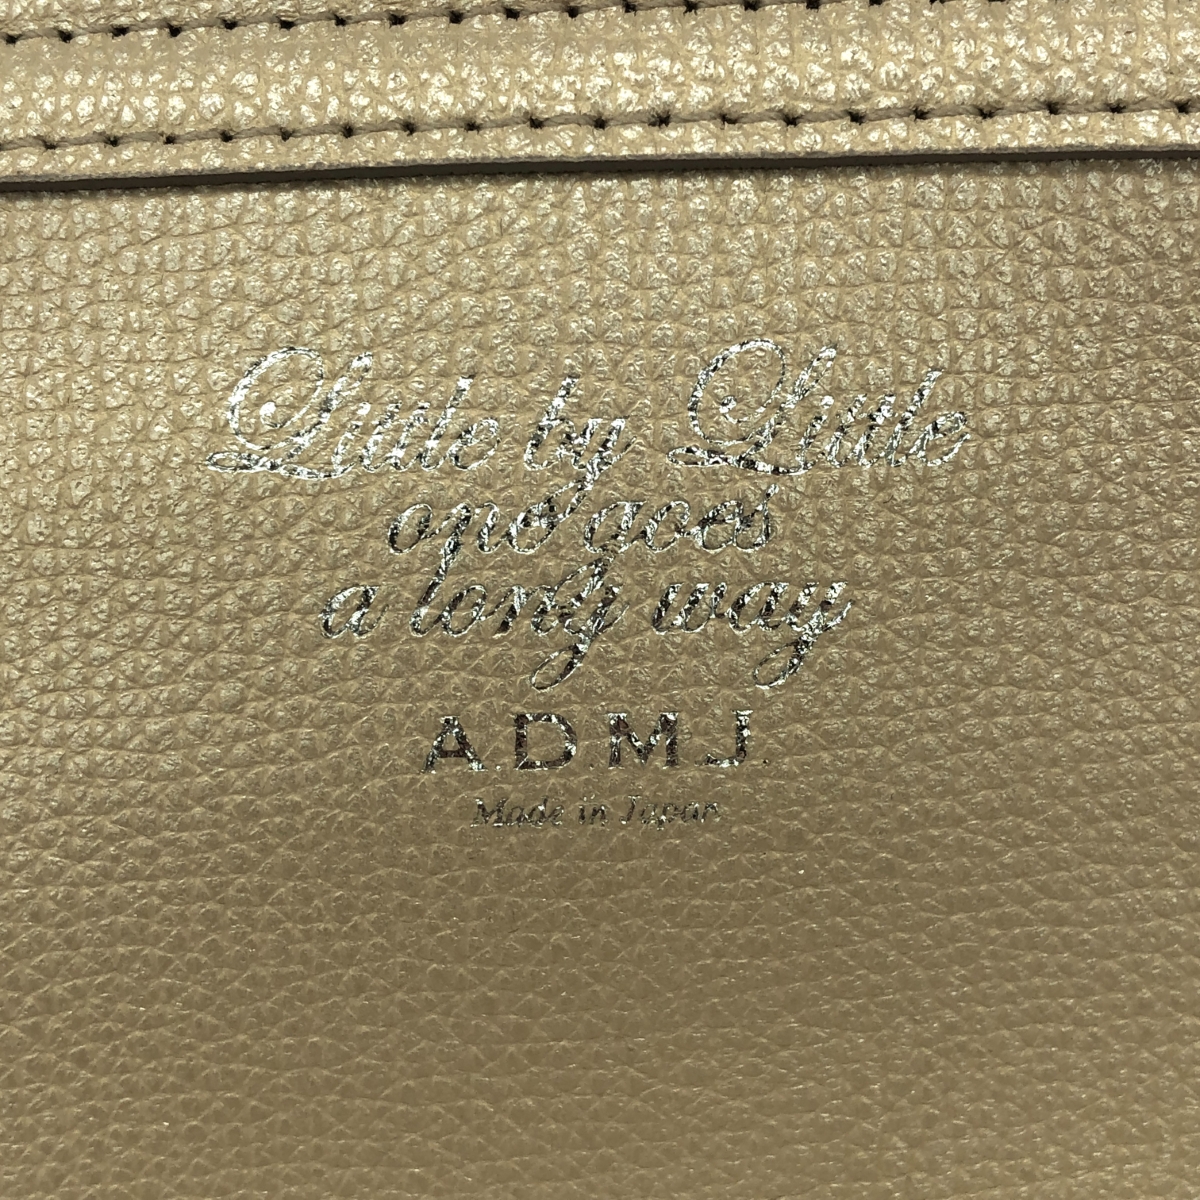 Little by Little
one goes
a long way
A.D.M.J.
Made in Japan